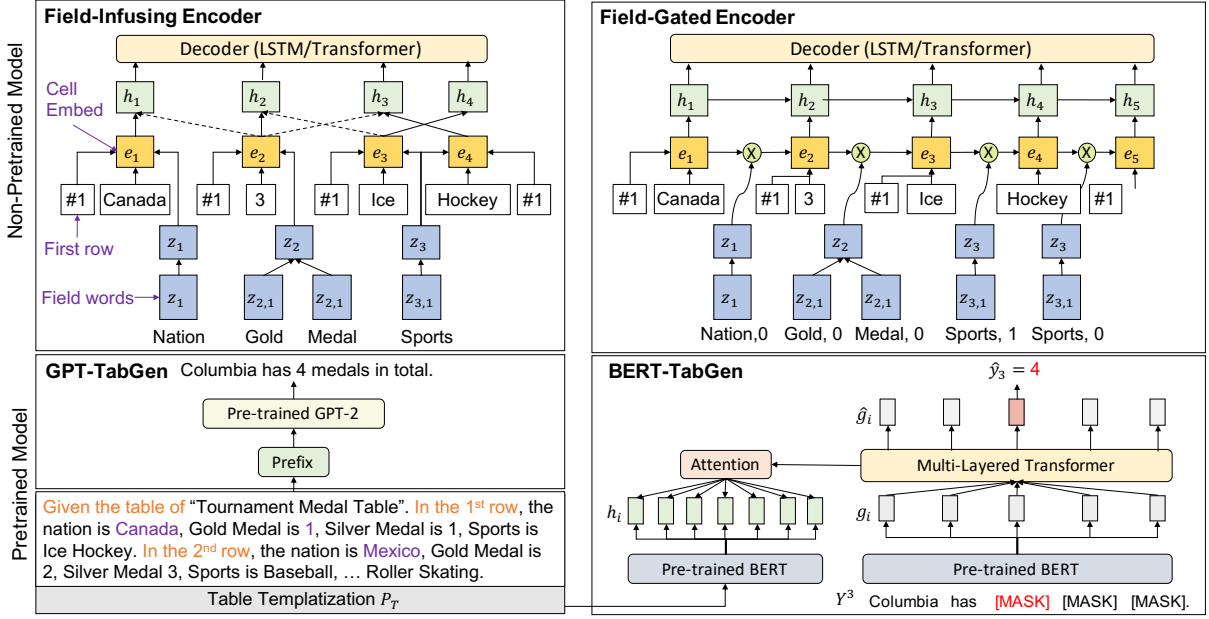 Field-Infusing Encoder
Decoder (LSTM/Transformer)
Cell
Embed
h₁ h₂ h₃ h₄
e₁ e₂ e₃ e₄
#1 Canada #1 3 #1 Ice Hockey #1
First row
z₁ z₂ z₃
Field words
z₁ z₂,₁ z₂,₁ z₃,₁
Nation Gold Medal Sports
Non-Pretrained Model
Field-Gated Encoder
Decoder (LSTM/Transformer)
h₁ h₂ h₃ h₄ h₅
e₁ X e₂ X e₃ X e₄ X e₅
#1 Canada #1 3 #1 Ice Hockey #1
z₁ z₂ z₃ z₃
z₁ z₂,₁ z₂,₁ z₃,₁ z₃,₁
Nation,0 Gold, 0 Medal, 0 Sports, 1 Sports, 0
Pretrained Model
GPT-TabGen
Columbia has 4 medals in total.
Pre-trained GPT-2
Prefix
Given the table of “Tournament Medal Table”. In the 1st row, the
nation is Canada, Gold Medal is 1, Silver Medal is 1, Sports is
Ice Hockey. In the 2nd row, the nation is Mexico, Gold Medal is
2, Silver Medal 3, Sports is Baseball, … Roller Skating.
Table Templatization P_T
BERT-TabGen
ŷ₃ = 4
ĝᵢ
Attention
Multi-Layered Transformer
hᵢ
gᵢ
Pre-trained BERT
Pre-trained BERT
Y³ Columbia has [MASK] [MASK] [MASK].